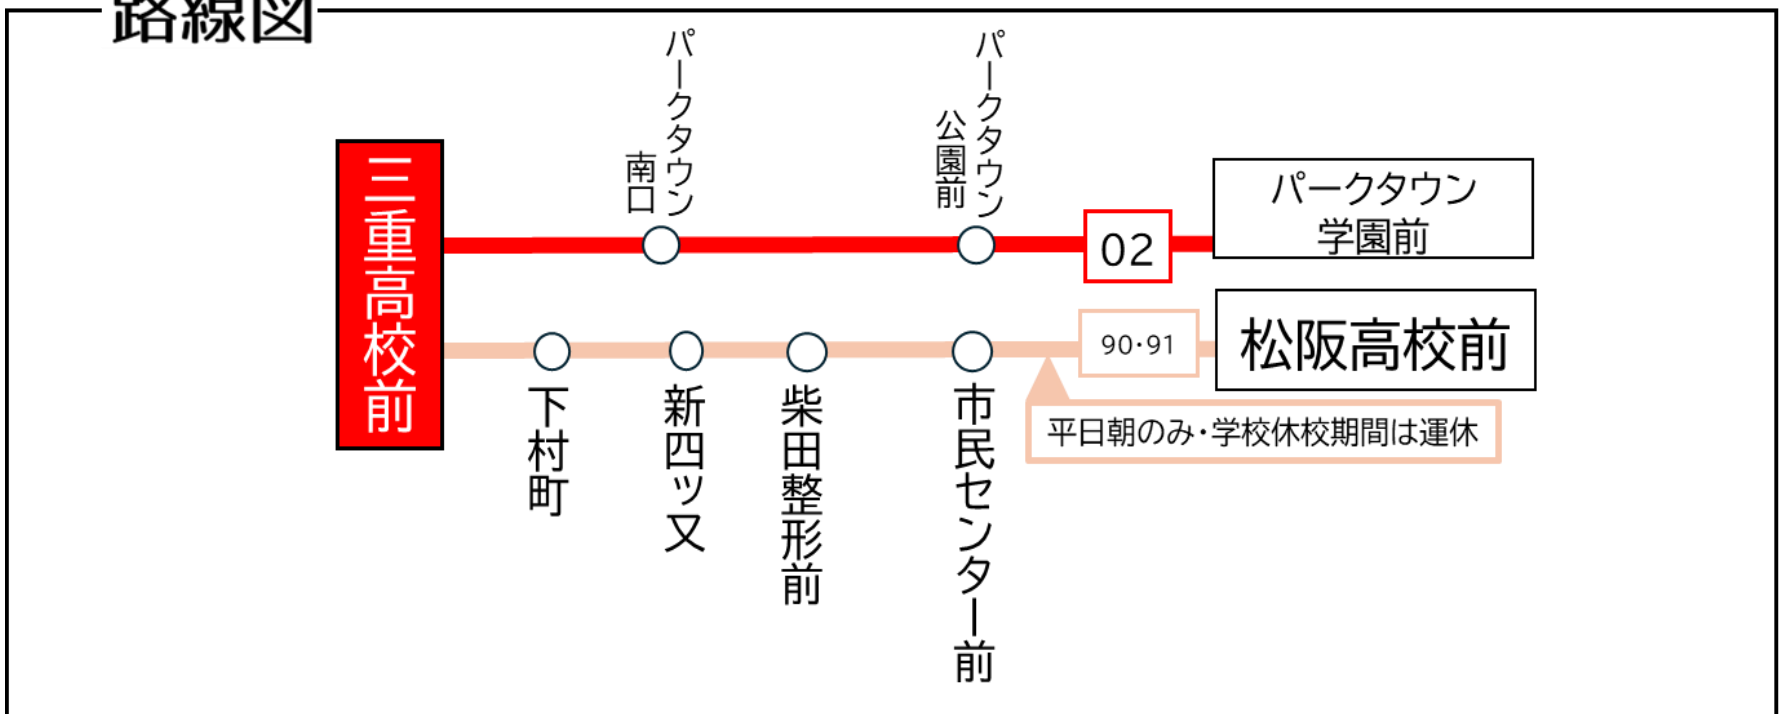 路線図
三重高校前
パークタウン
南口
パークタウン
公園前
02
パークタウン
学園前
下村町
新四ツ又
柴田整形前
市民センター前
90・91
松阪高校前
平日朝のみ・学校休校期間は運休